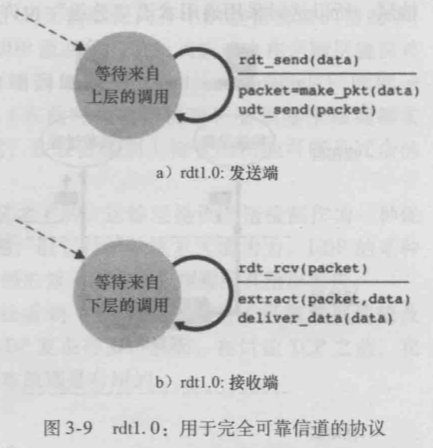 等待来自
上层的调用
rdt_send(data)
packet=make_pkt(data)
udt_send(packet)
a）rdt1.0: 发送端
等待来自
下层的调用
rdt_rcv(packet)
extract(packet,data)
deliver_data(data)
b）rdt1.0: 接收端
图 3-9 rdt1.0：用于完全可靠信道的协议